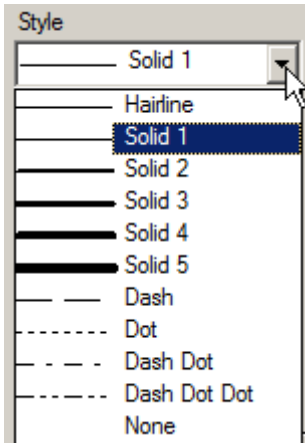 Style
Solid 1
Hairline
Solid 1
Solid 2
Solid 3
Solid 4
Solid 5
Dash
Dot
Dash Dot
Dash Dot Dot
None